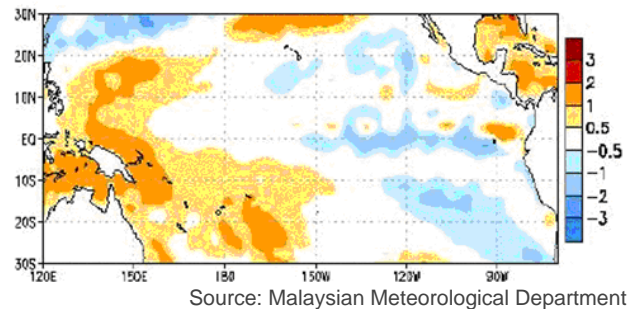 30N
20N
10N
EQ
10S
20S
30S
120E 150E 180 150W 120W 90W
3
2
1
0.5
-0.5
-1
-2
-3
Source: Malaysian Meteorological Department